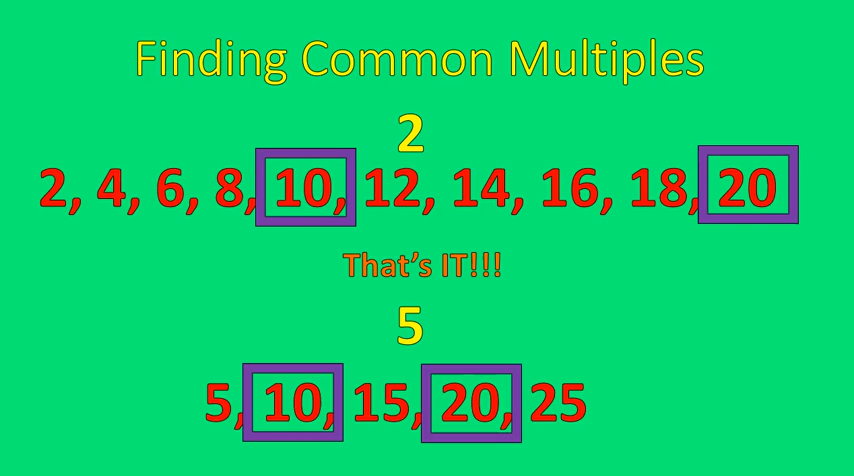 Finding Common Multiples
2
2, 4, 6, 8, 10, 12, 14, 16, 18, 20
That's IT!!!
5
5, 10, 15, 20, 25